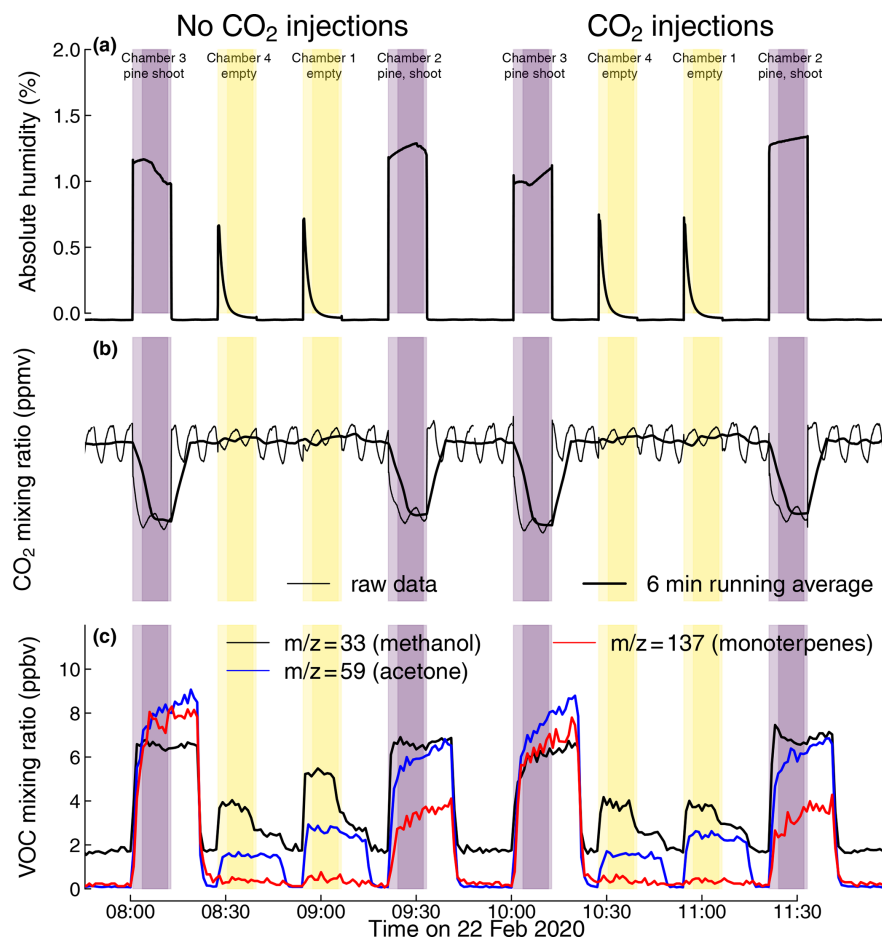 No CO₂ injections
CO₂ injections
(a)
Chamber 3
pine shoot
Chamber 4
empty
Chamber 1
empty
Chamber 2
pine, shoot
Chamber 3
pine shoot
Chamber 4
empty
Chamber 1
empty
Chamber 2
pine, shoot
Absolute humidity (%)
2.0
1.5
1.0
0.5
0.0
(b)
CO₂ mixing ratio (ppmv)
raw data
6 min running average
(c)
VOC mixing ratio (ppbv)
m/z=33 (methanol)
m/z=59 (acetone)
m/z=137 (monoterpenes)
10
8
6
4
2
0
08:00
08:30
09:00
09:30
10:00
10:30
11:00
11:30
Time on 22 Feb 2020